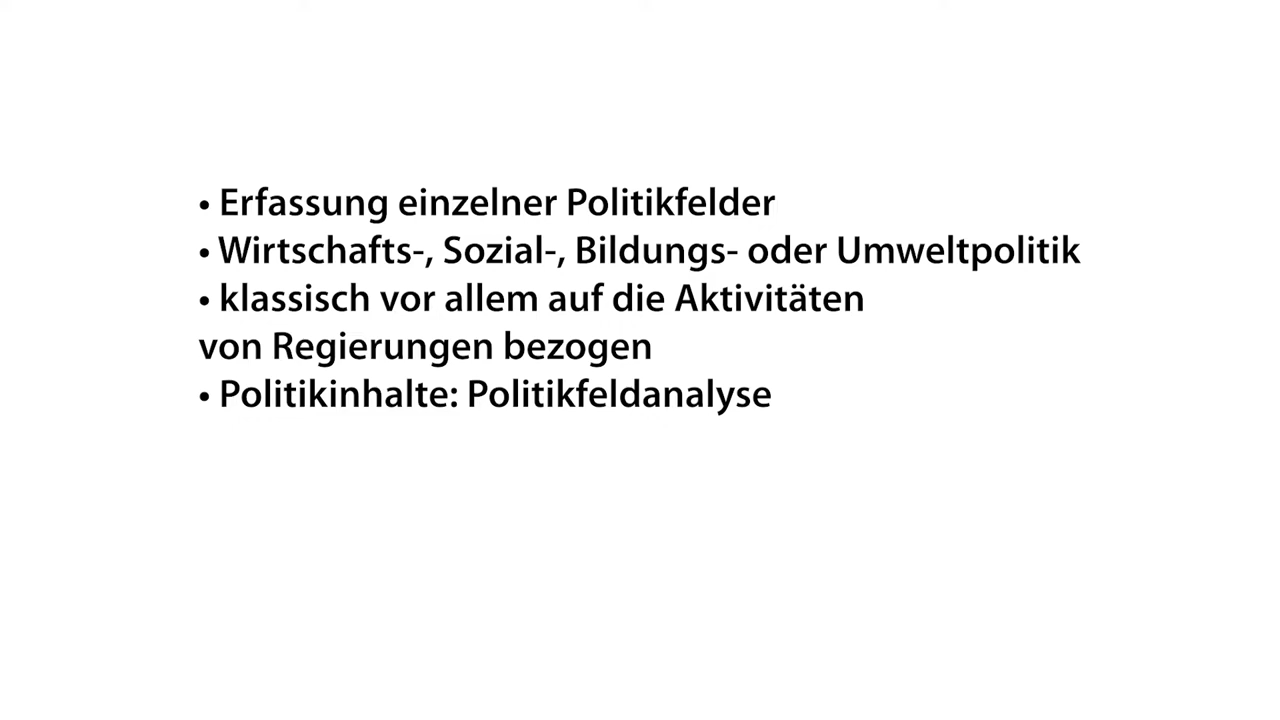 • Erfassung einzelner Politikfelder
• Wirtschafts-, Sozial-, Bildungs- oder Umweltpolitik
• klassisch vor allem auf die Aktivitäten
von Regierungen bezogen
• Politikinhalte: Politikfeldanalyse